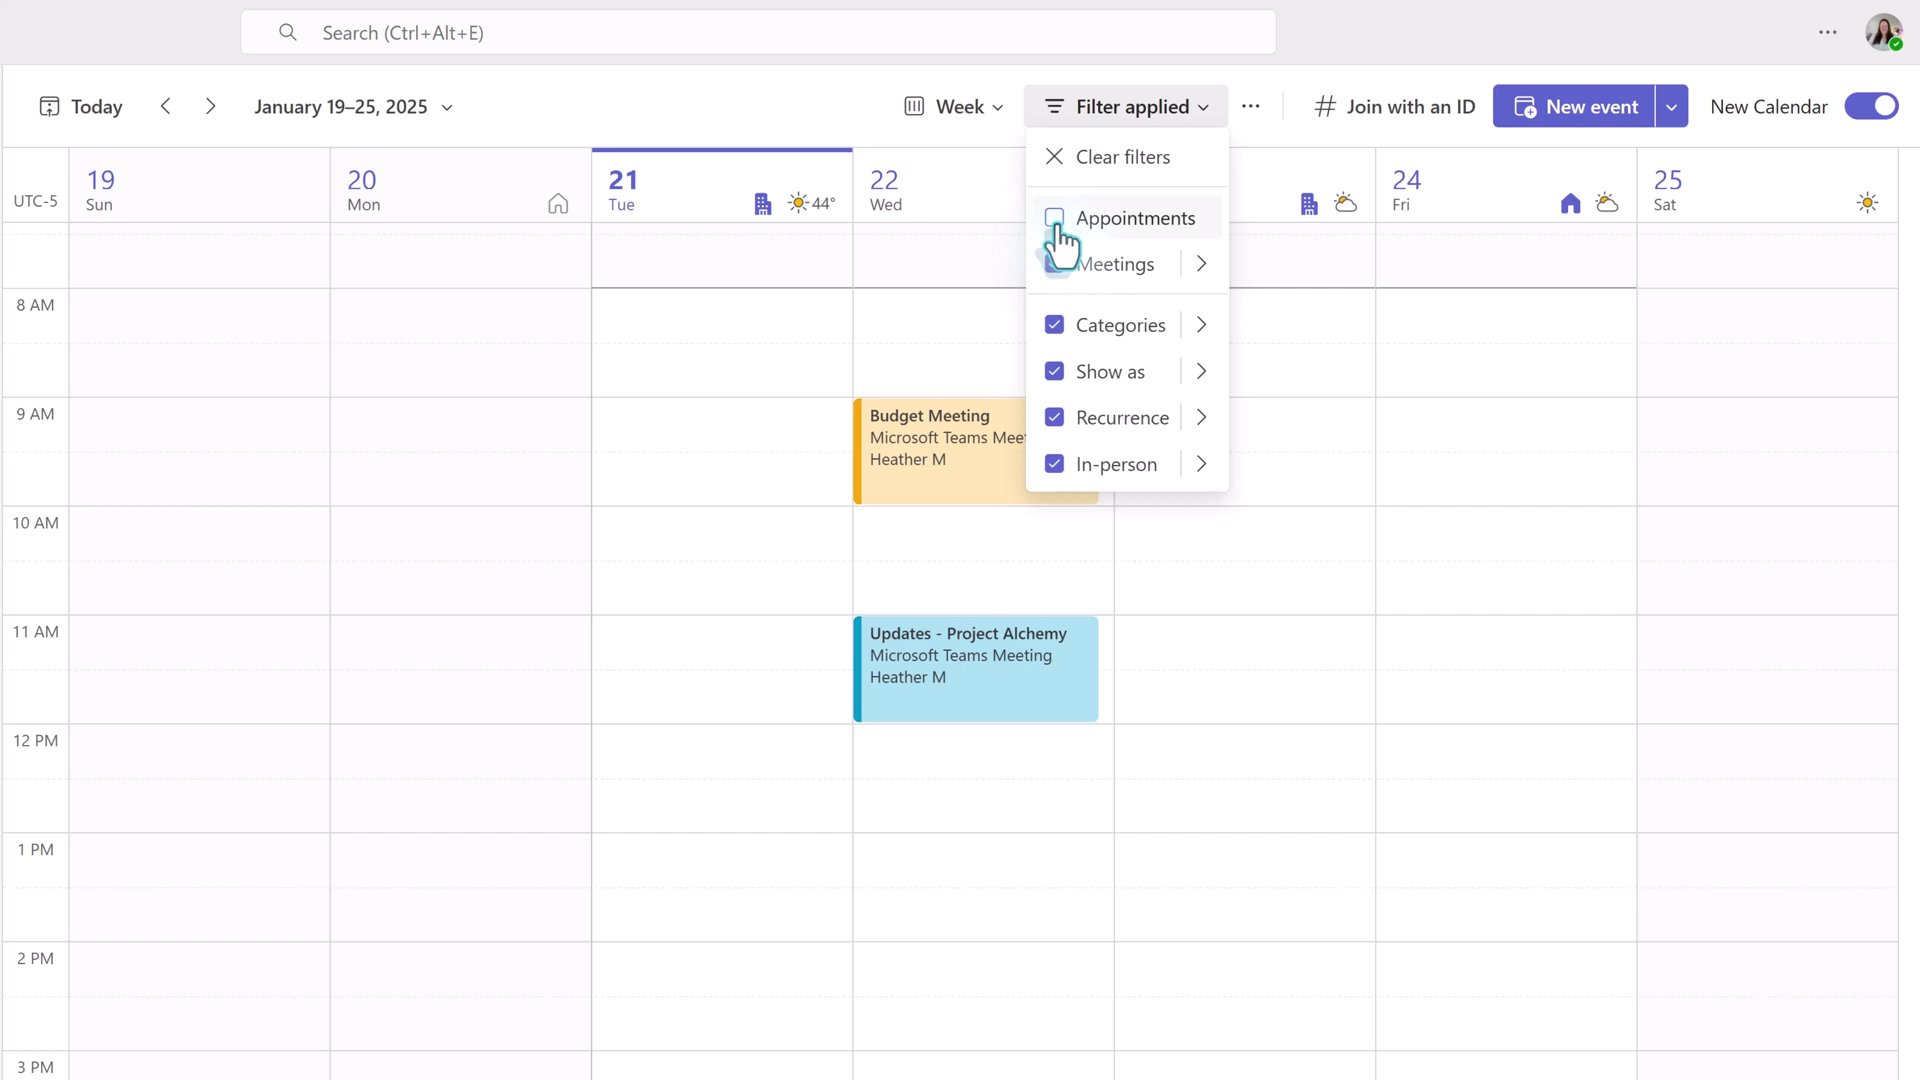 Search (Ctrl+Alt+E)
Today
January 19–25, 2025
Week
Filter applied
Join with an ID
New event
New Calendar
Clear filters
Appointments
Meetings
Categories
Show as
Recurrence
In-person
UTC-5
19
Sun
20
Mon
21
Tue
44°
22
Wed
24
Fri
25
Sat
8 AM
9 AM
Budget Meeting
Microsoft Teams Mee
Heather M
10 AM
11 AM
Updates - Project Alchemy
Microsoft Teams Meeting
Heather M
12 PM
1 PM
2 PM
3 PM